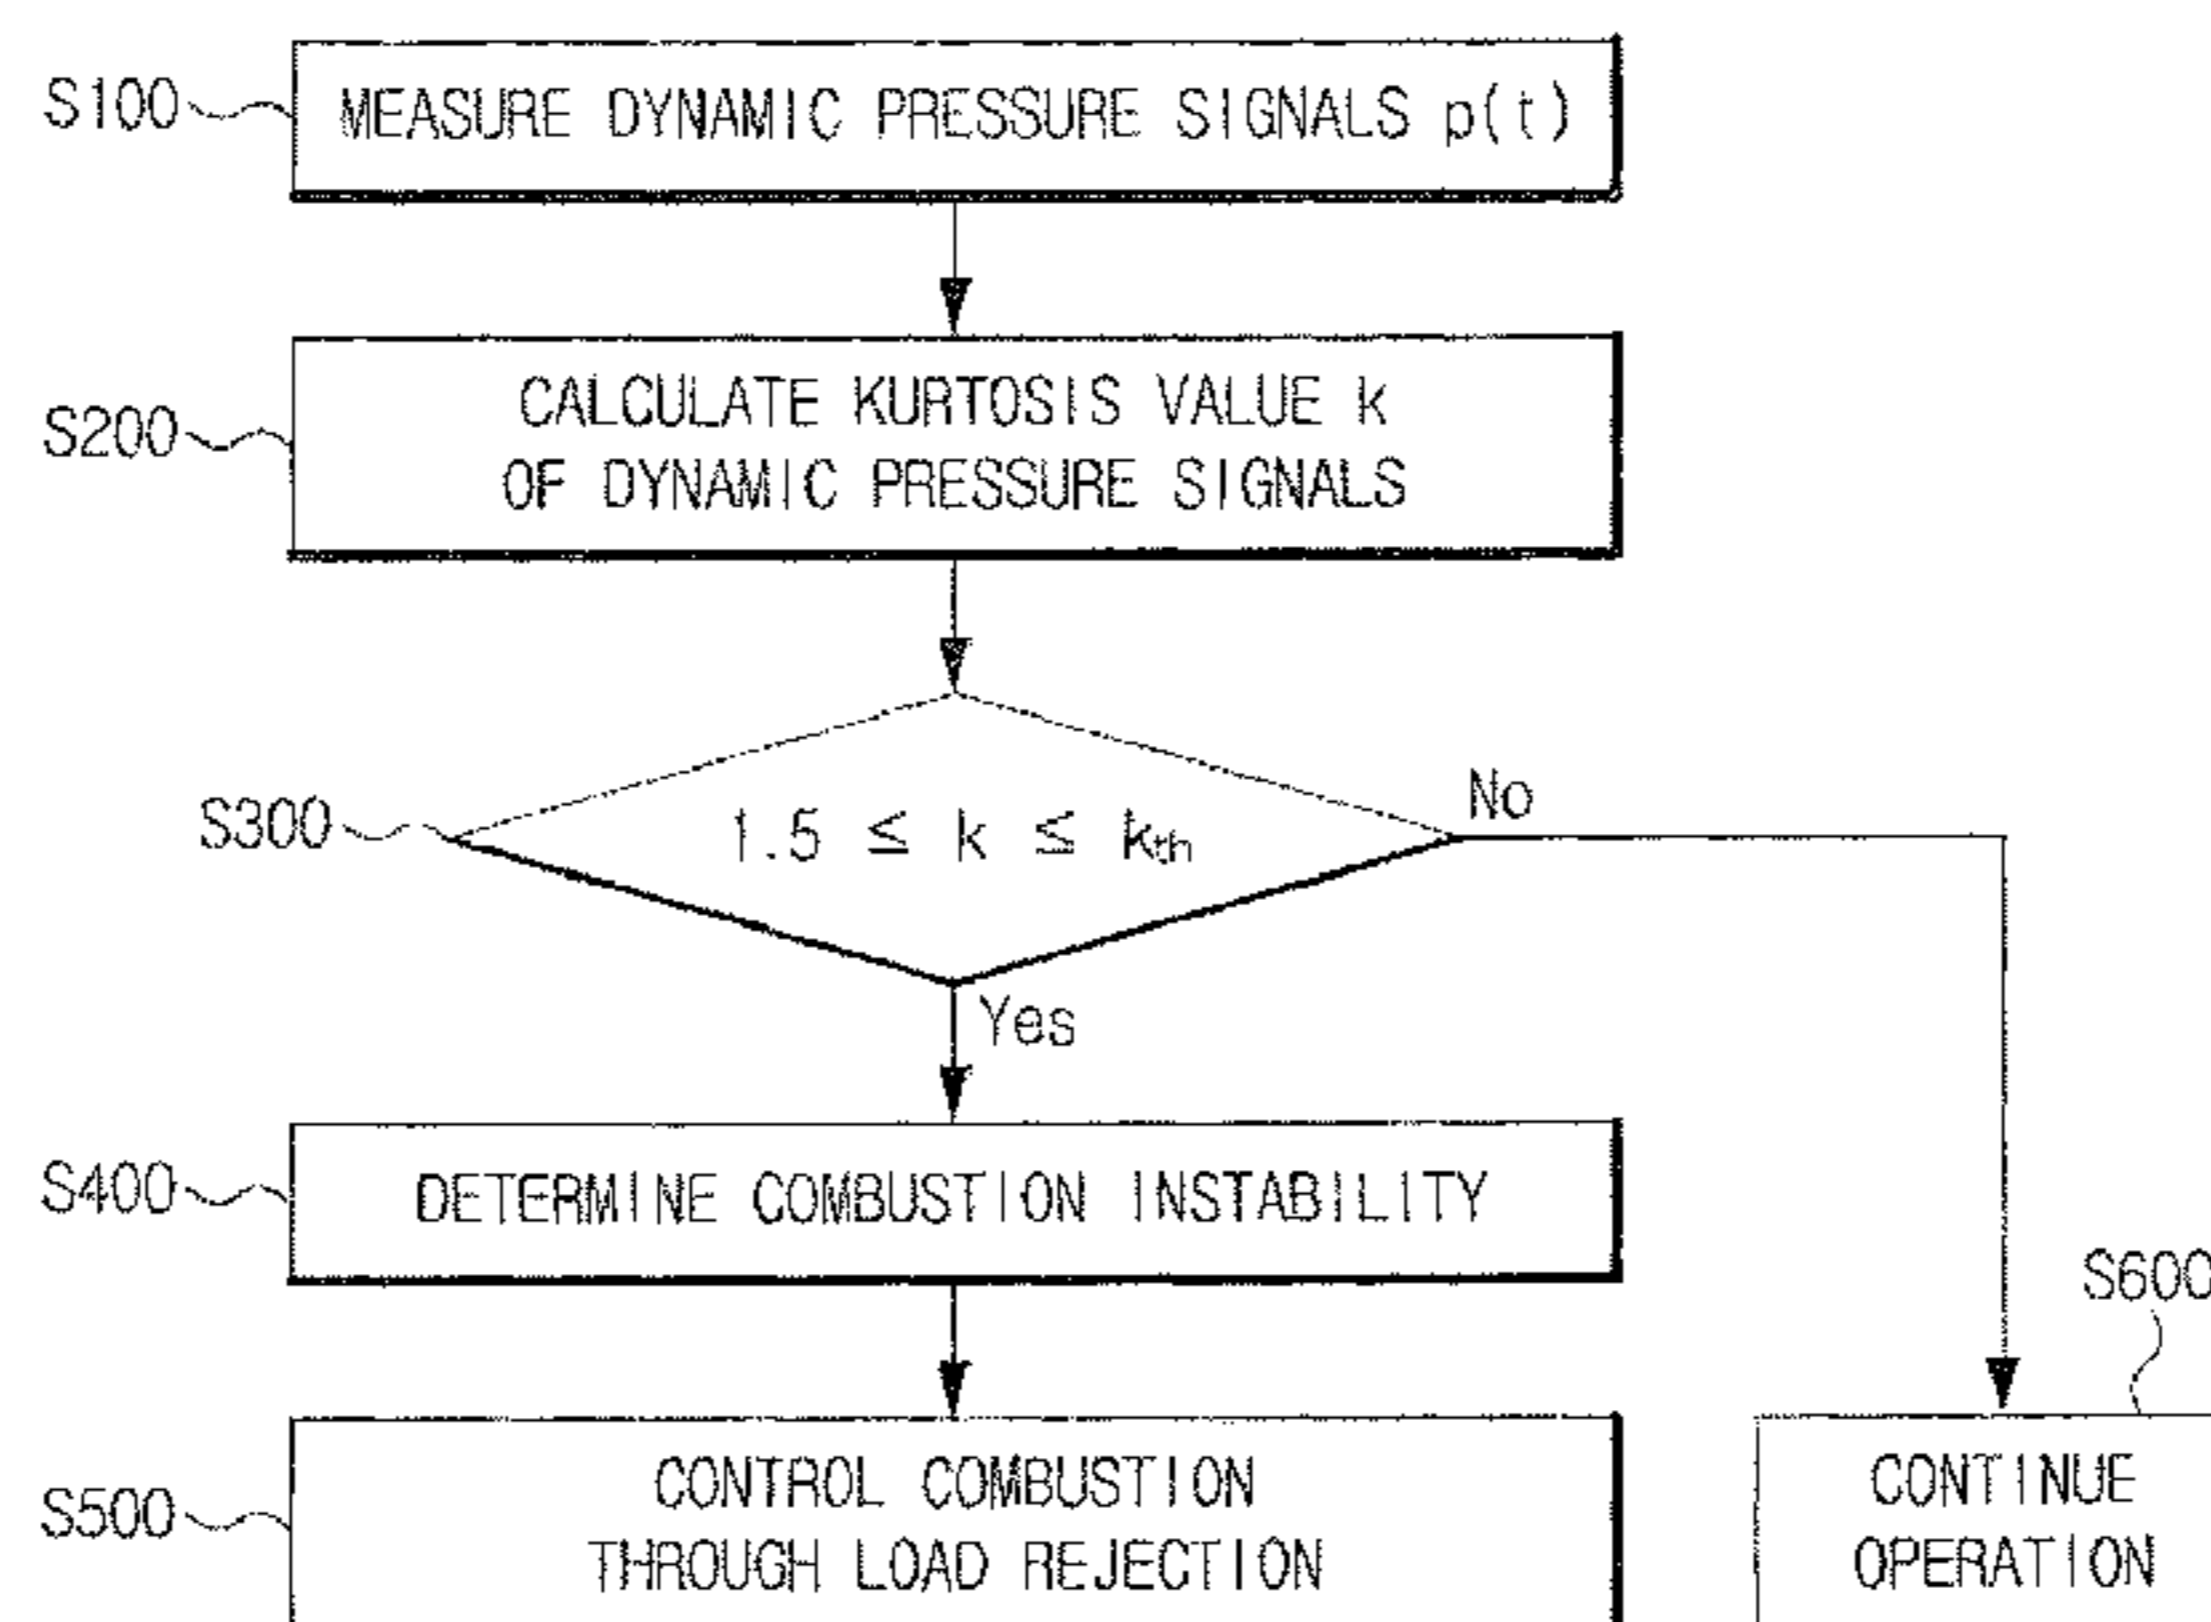 S100
MEASURE DYNAMIC PRESSURE SIGNALS p(t)
S200
CALCULATE KURTOSIS VALUE k
OF DYNAMIC PRESSURE SIGNALS
S300
1.5 ≤ k ≤ kth
No
Yes
S400
DETERMINE COMBUSTION INSTABILITY
S600
S500
CONTROL COMBUSTION
THROUGH LOAD REJECTION
CONTINUE
OPERATION